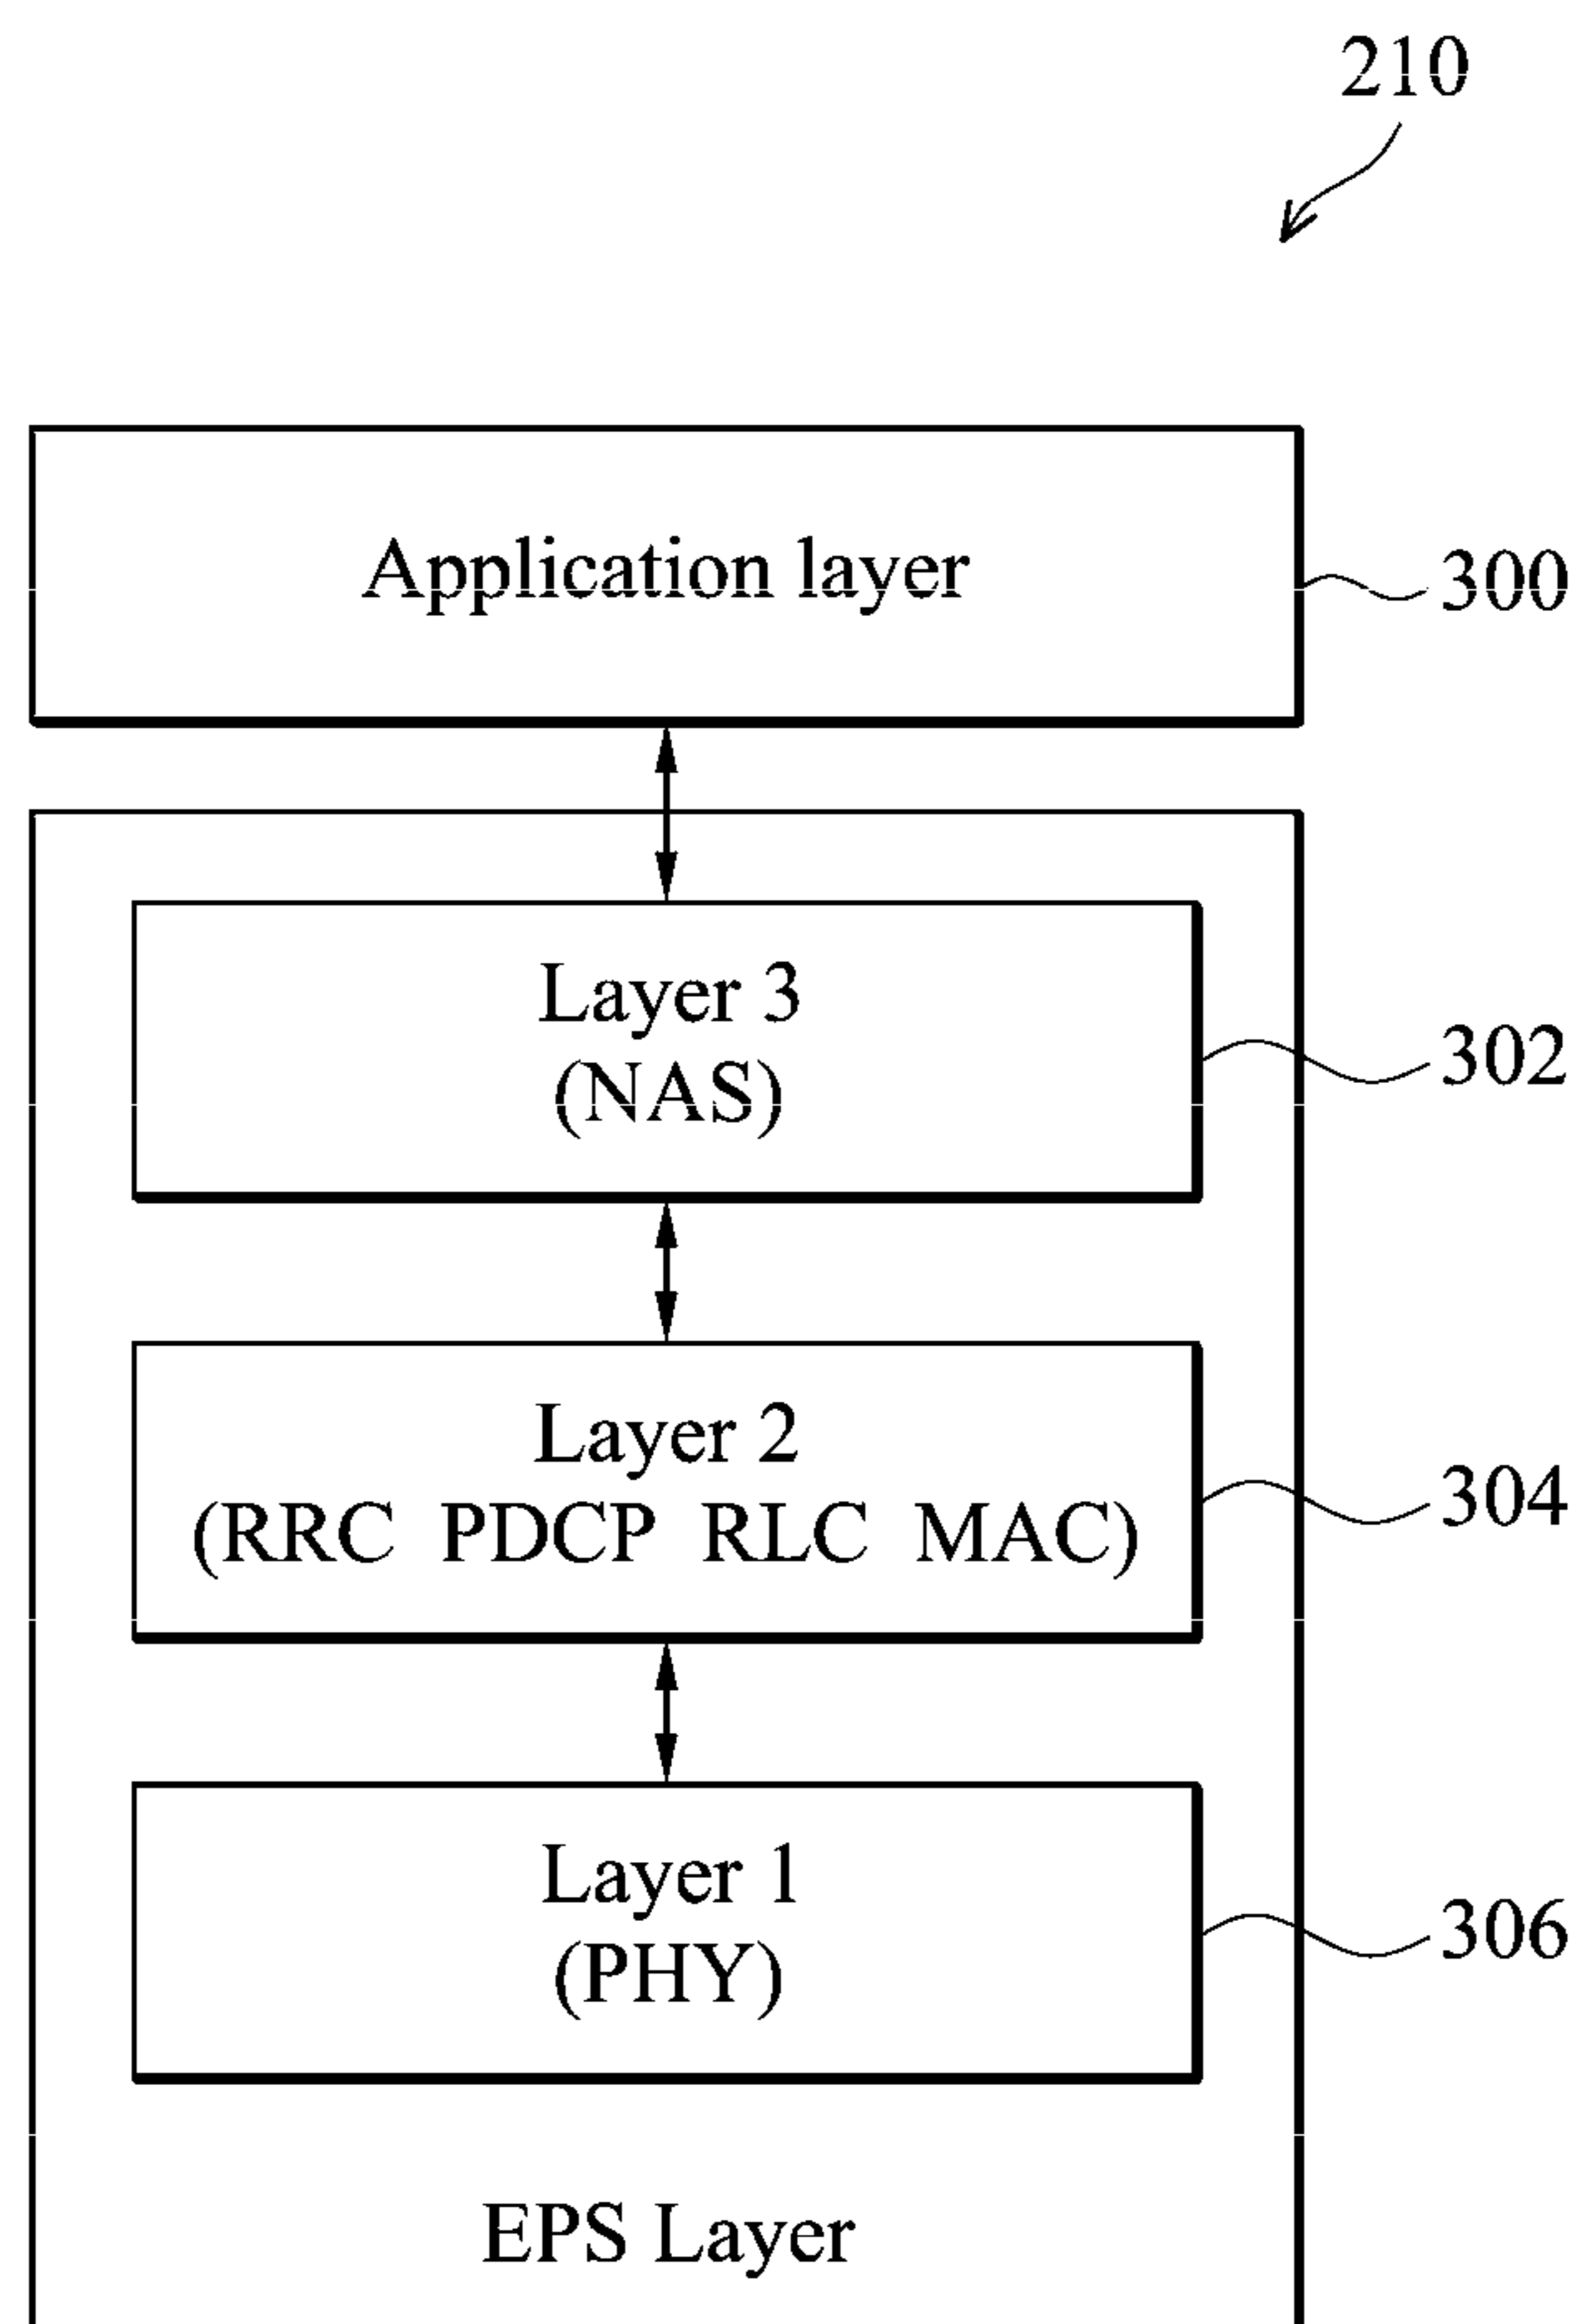 210
Application layer
300
Layer 3
(NAS)
302
Layer 2
(RRC PDCP RLC MAC)
304
Layer 1
(PHY)
306
EPS Layer